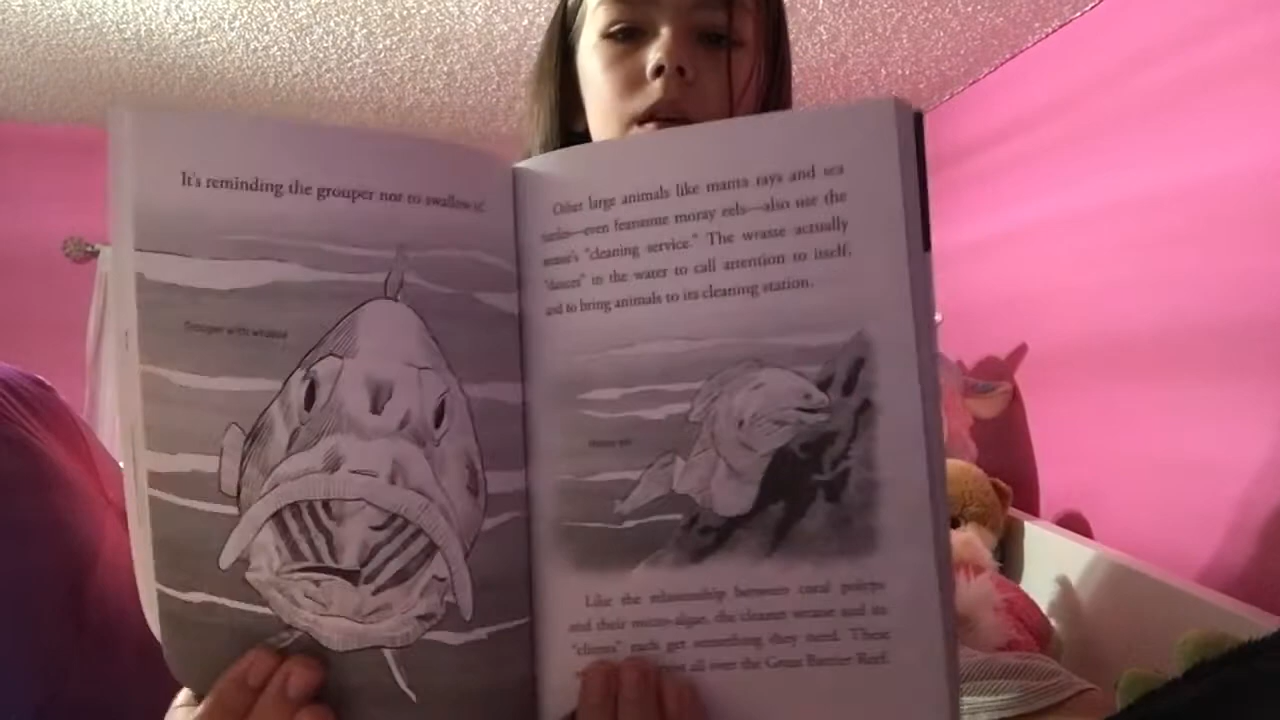 It's reminding the grouper not to swallow it.
Grouper with wrasse
Other large animals like manta rays and sea
turtles—even fearsome moray eels—also use the
wrasse's "cleaning service." The wrasse actually
"dances" in the water to call attention to itself,
and to bring animals to its cleaning station.
Like the relationship between coral polyps
and their micro-algae, the cleaner wrasse and its
"clients" each get something they need. These
all over the Great Barrier Reef.